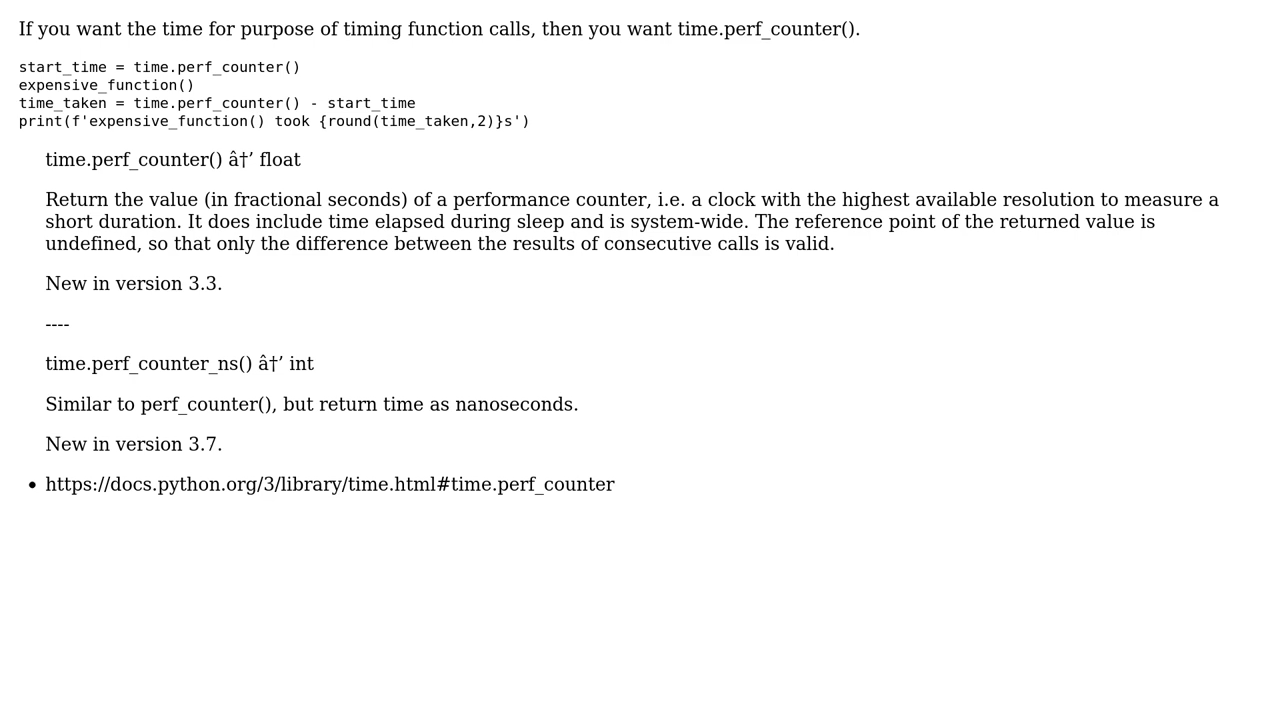 If you want the time for purpose of timing function calls, then you want time.perf_counter().
start_time = time.perf_counter()
expensive_function()
time_taken = time.perf_counter() - start_time
print(f'expensive_function() took {round(time_taken,2)}s')
time.perf_counter() â†’ float
Return the value (in fractional seconds) of a performance counter, i.e. a clock with the highest available resolution to measure a
short duration. It does include time elapsed during sleep and is system-wide. The reference point of the returned value is
undefined, so that only the difference between the results of consecutive calls is valid.
New in version 3.3.
----
time.perf_counter_ns() â†’ int
Similar to perf_counter(), but return time as nanoseconds.
New in version 3.7.
• https://docs.python.org/3/library/time.html#time.perf_counter